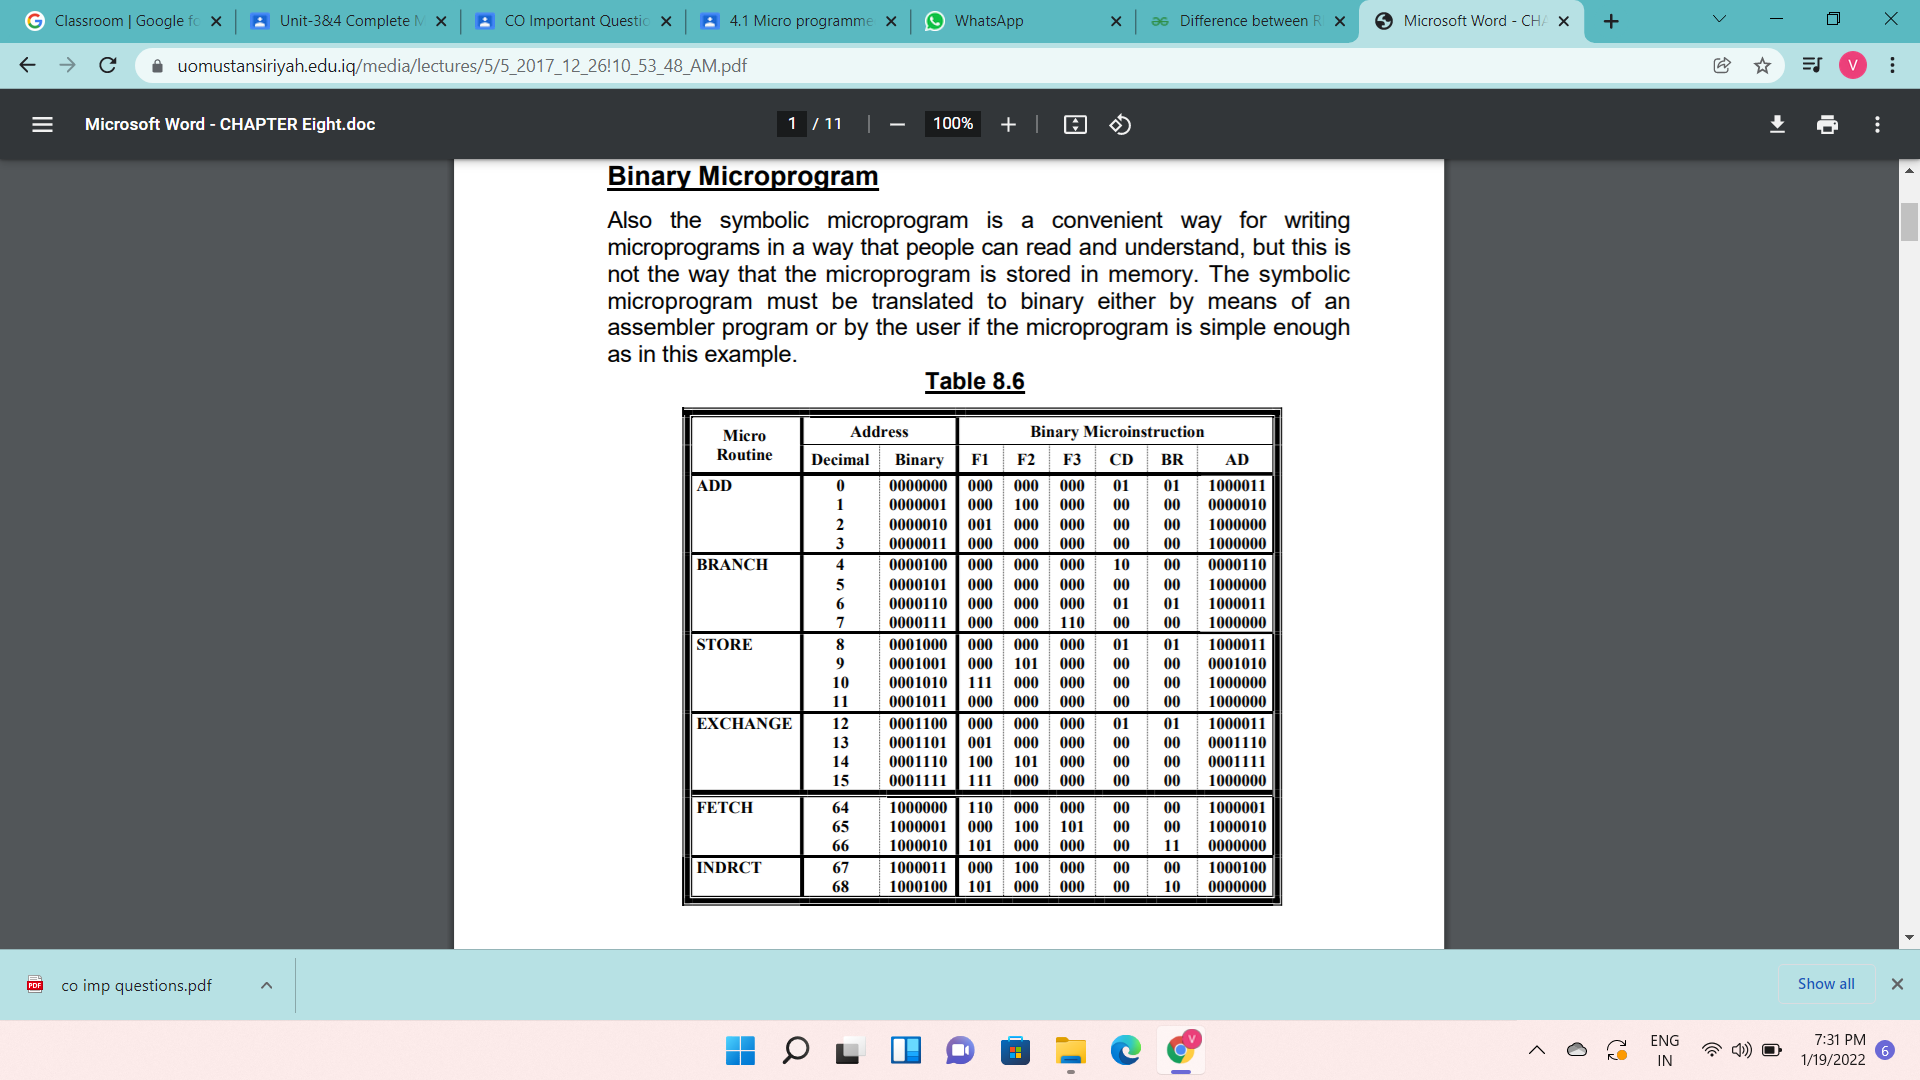 Classroom | Google fo
Unit-3&4 Complete M
CO Important Questio
4.1 Micro programme
WhatsApp
Difference between R
Microsoft Word - CHA
uomustansiriyah.edu.iq/media/lectures/5/5_2017_12_26!10_53_48_AM.pdf
V
Microsoft Word - CHAPTER Eight.doc
1 / 11
100%
Binary Microprogram
Also the symbolic microprogram is a convenient way for writing
microprograms in a way that people can read and understand, but this is
not the way that the microprogram is stored in memory. The symbolic
microprogram must be translated to binary either by means of an
assembler program or by the user if the microprogram is simple enough
as in this example.
Table 8.6
Micro Routine Address Binary Microinstruction
Decimal Binary F1 F2 F3 CD BR AD
ADD 0 0000000 000 000 000 01 01 1000011
1 0000001 000 100 000 00 00 0000010
2 0000010 001 000 000 00 00 1000000
3 0000011 000 000 000 00 00 1000000
BRANCH 4 0000100 000 000 000 10 00 0000110
5 0000101 000 000 000 00 00 1000000
6 0000110 000 000 000 01 01 1000011
7 0000111 000 000 110 00 00 1000000
STORE 8 0001000 000 000 000 01 01 1000011
9 0001001 000 101 000 00 00 0001010
10 0001010 111 000 000 00 00 1000000
11 0001011 000 000 000 00 00 1000000
EXCHANGE 12 0001100 000 000 000 01 01 1000011
13 0001101 001 000 000 00 00 0001110
14 0001110 100 101 000 00 00 0001111
15 0001111 111 000 000 00 00 1000000
FETCH 64 1000000 110 000 000 00 00 1000001
65 1000001 000 100 101 00 00 1000010
66 1000010 101 000 000 00 11 0000000
INDRCT 67 1000011 000 100 000 00 00 1000100
68 1000100 101 000 000 00 10 0000000
PDF
co imp questions.pdf
Show all
V
ENG
IN
7:31 PM
1/19/2022
6